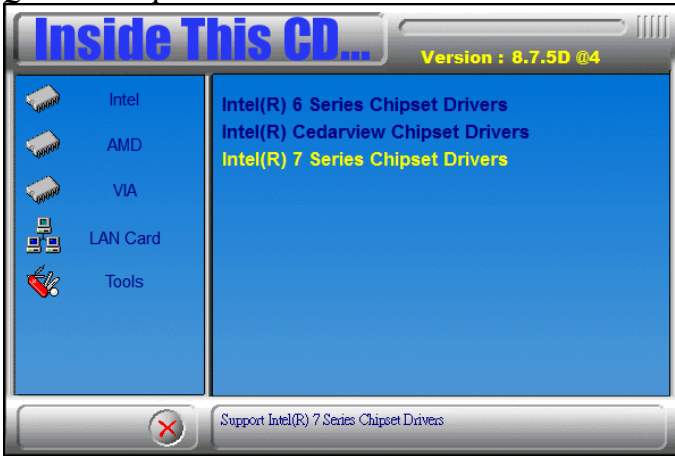 Inside This CD...
Version : 8.7.5D @4
Intel
AMD
VIA
LAN Card
Tools
Intel(R) 6 Series Chipset Drivers
Intel(R) Cedarview Chipset Drivers
Intel(R) 7 Series Chipset Drivers
Support Intel(R) 7 Series Chipset Drivers